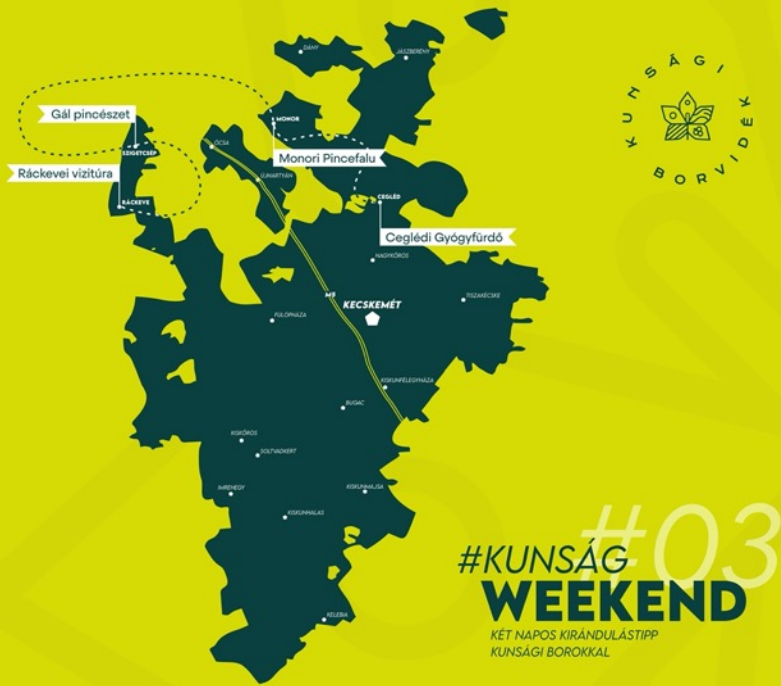 DÁNY
JÁSZBERÉNY
KUNSÁGI
BORVIDÉK
Gál pincészet
MONOR
SZIGETCSÉP
ÓCSA
Monori Pincefalu
Ráckevei vizitúra
ÚJHARTYÁN
CEGLÉD
RÁCKEVE
Ceglédi Gyógyfürdő
NAGYKŐRÖS
M5
KECSKEMÉT
TISZAKÉCSKE
FÜLÖPHÁZA
KISKUNFÉLEGYHÁZA
BUGAC
KISKŐRÖS
SOLTVADKERT
IMREHEGY
KISKUNMAJSA
KISKUNHALAS
#03
#KUNSÁG
WEEKEND
KELEBIA
KÉT NAPOS KIRÁNDULÁSTIPP
KUNSÁGI BOROKKAL